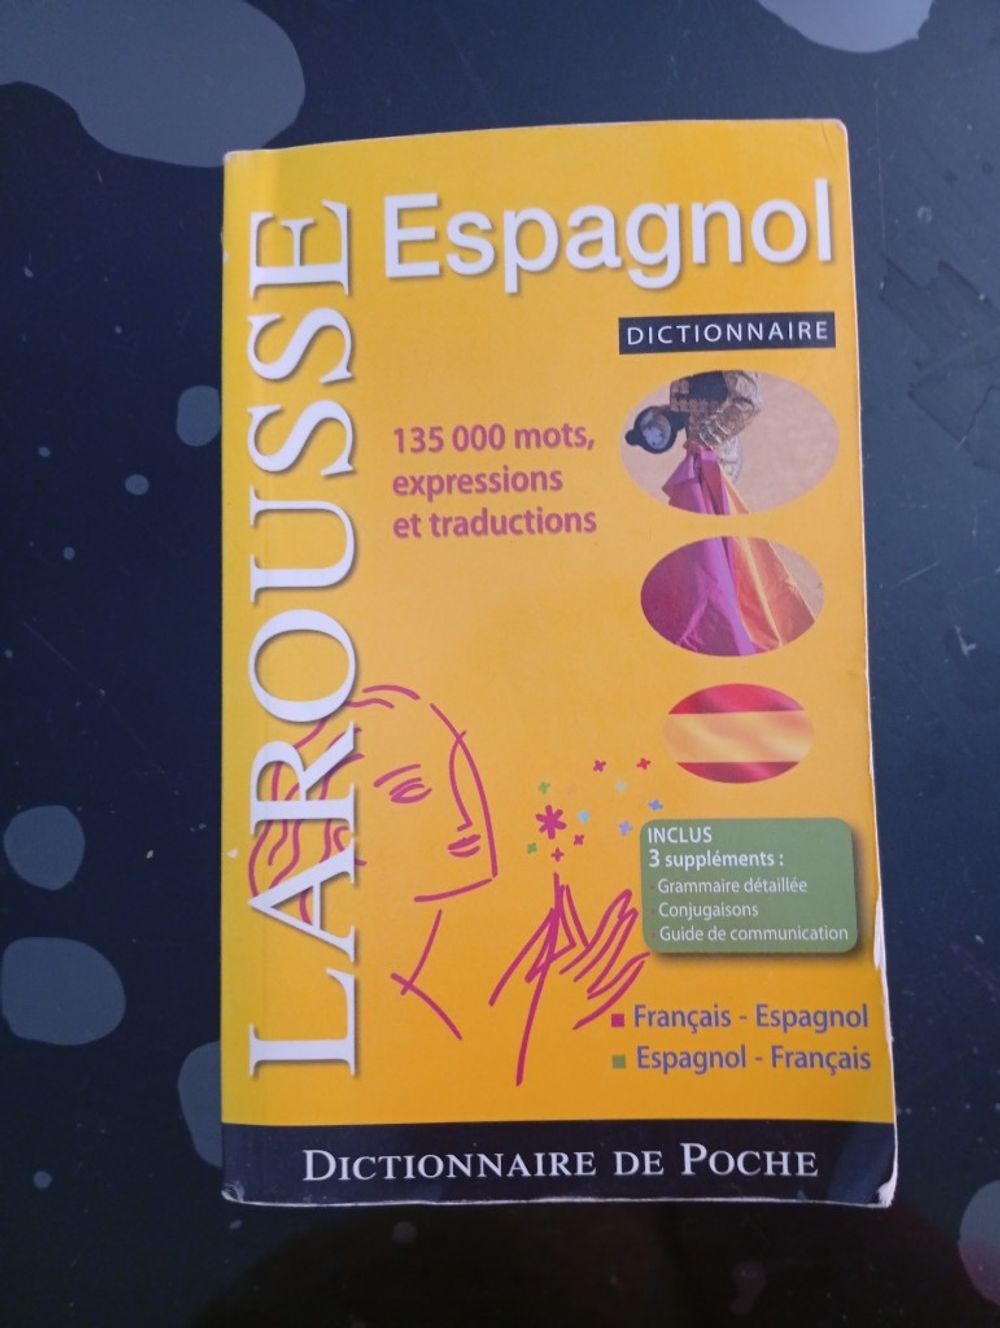 LAROUSSE
Espagnol
DICTIONNAIRE
135 000 mots,
expressions
et traductions
INCLUS
3 suppléments :
· Grammaire détaillée
· Conjugaisons
· Guide de communication
Français - Espagnol
Espagnol - Français
DICTIONNAIRE DE POCHE